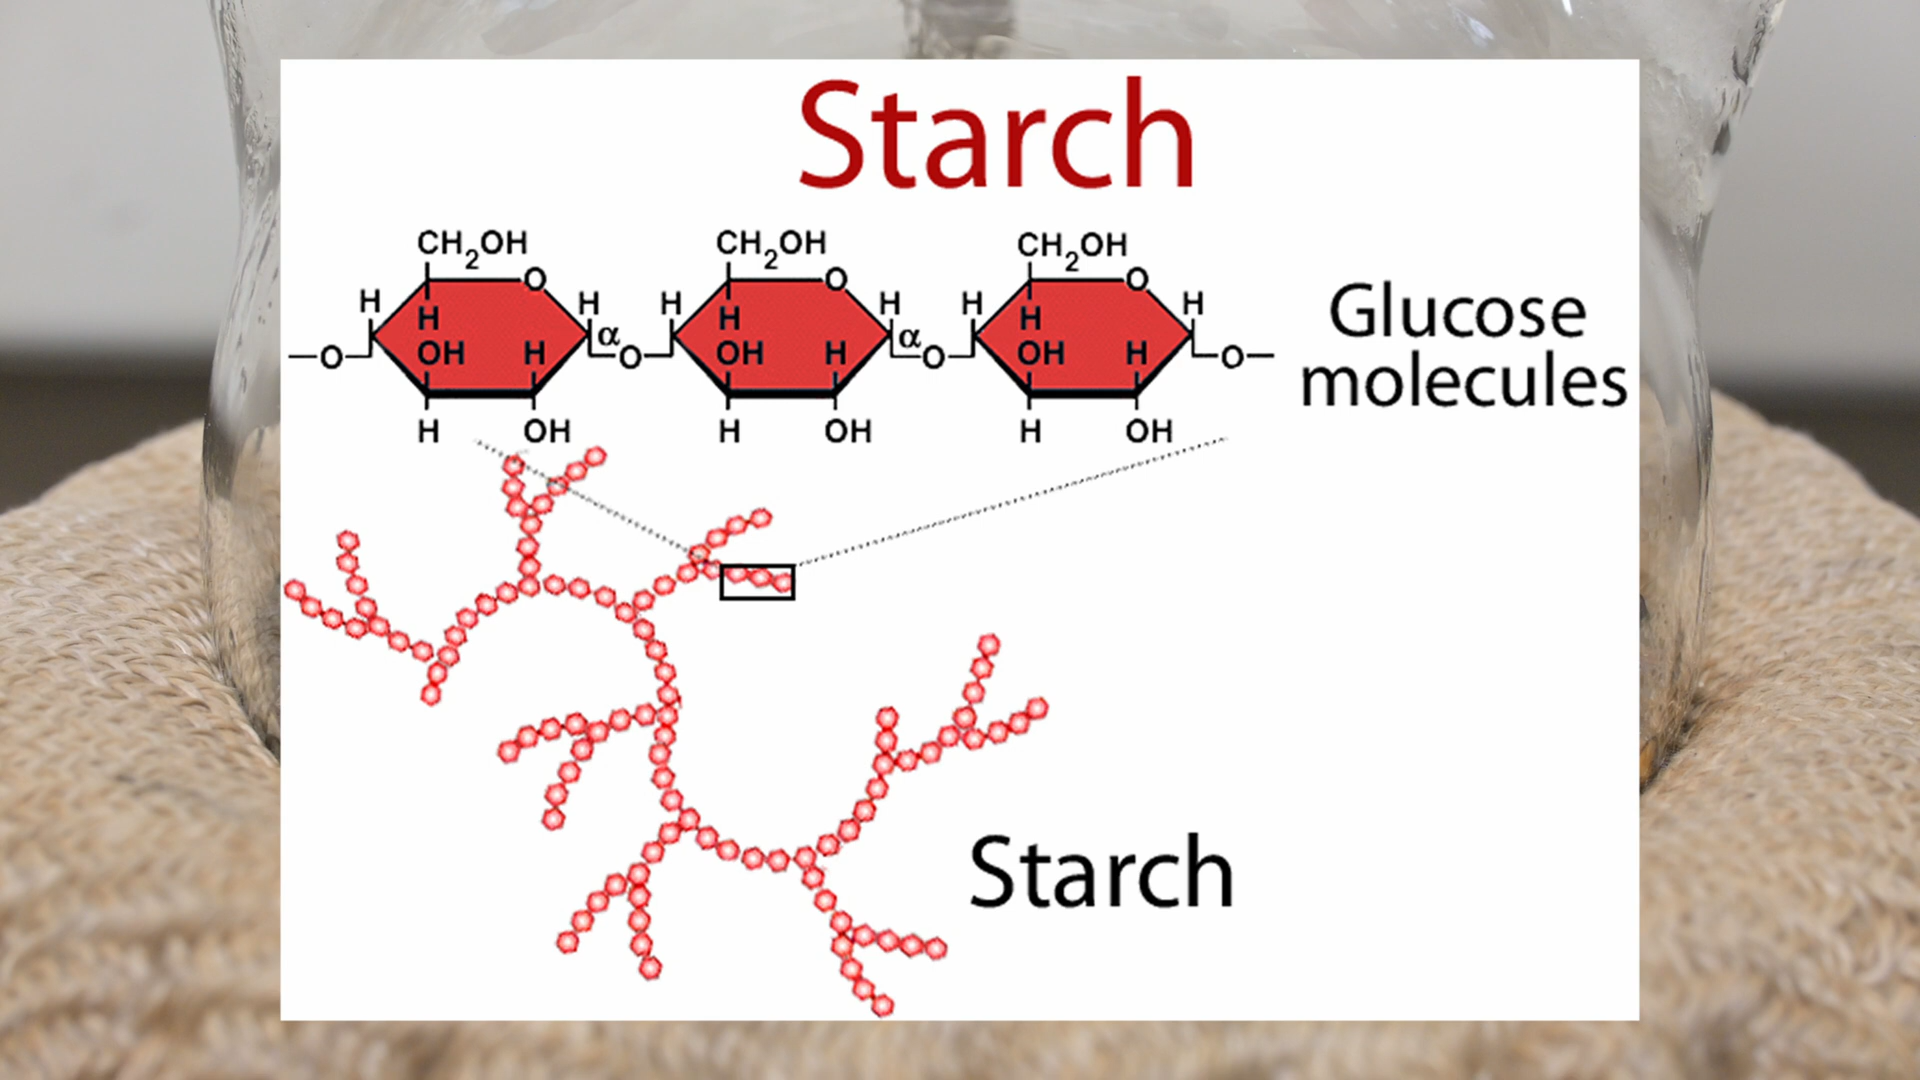 Starch
CH2OH CH2OH CH2OH
O O O
H H H H H H
H H H
α α
OH H OH H OH H
O O O O
H OH H OH H OH
Glucose
molecules
Starch